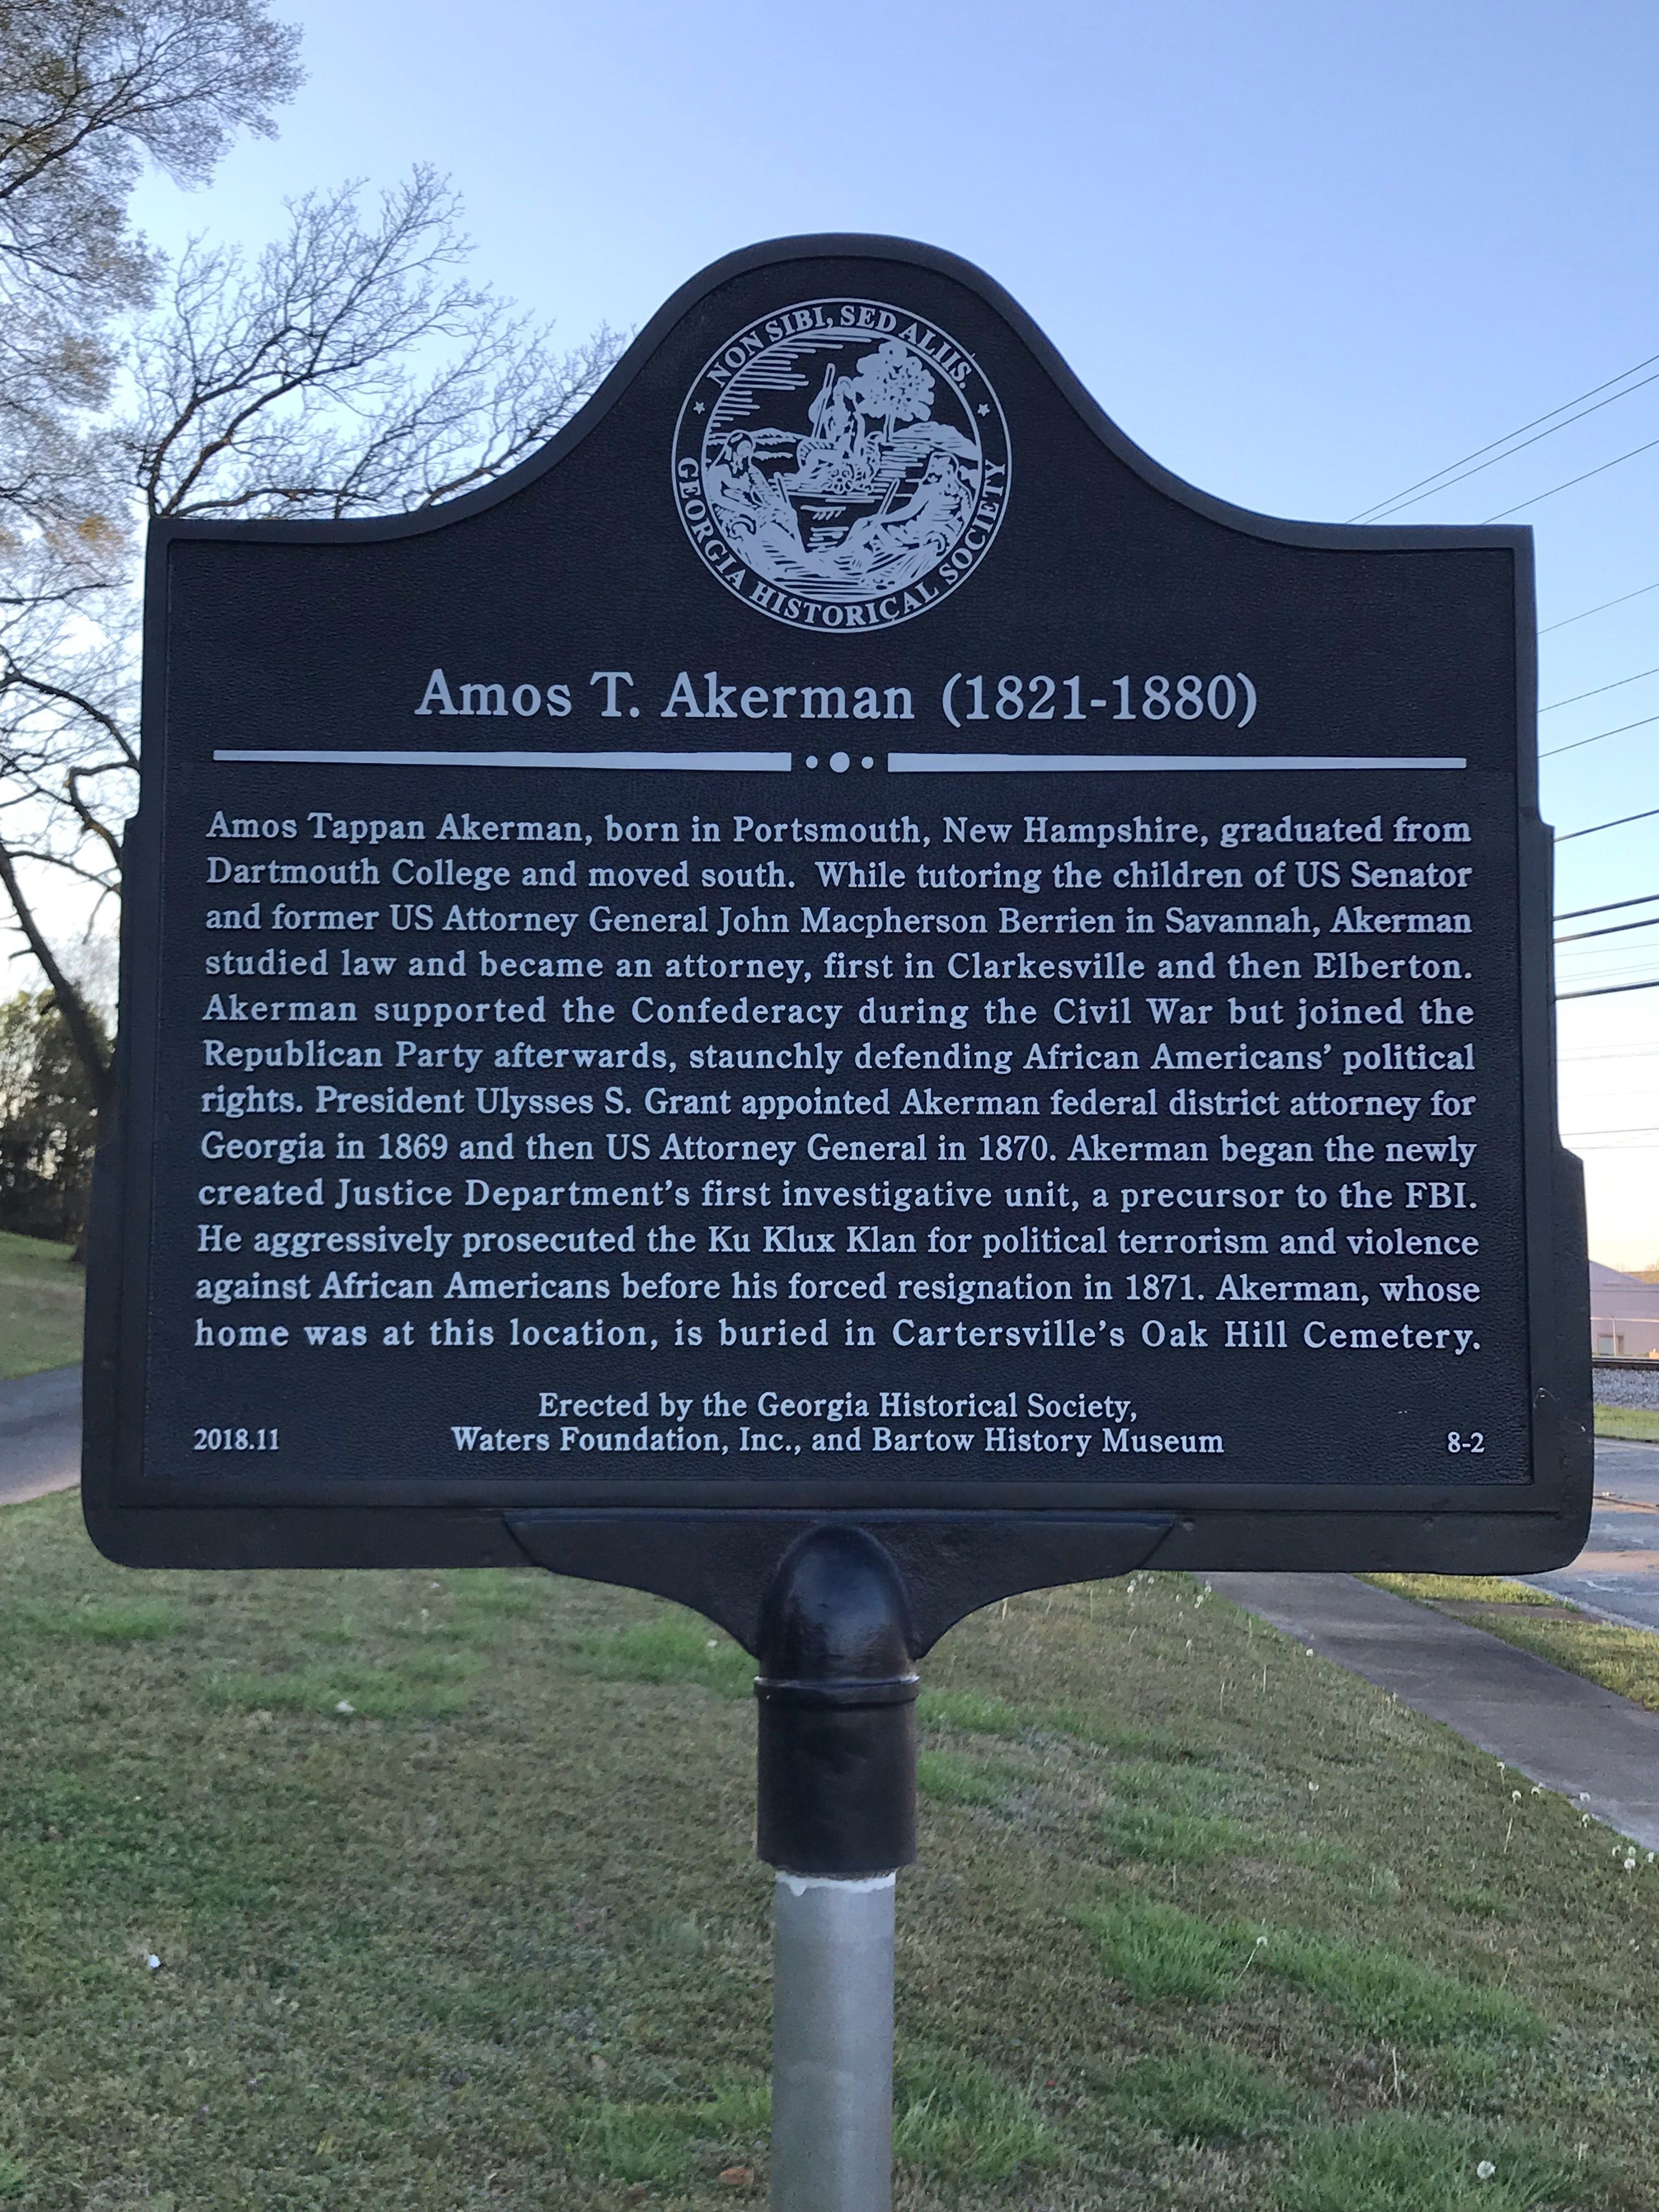 NON SIBI, SED ALIIS.
GEORGIA HISTORICAL SOCIETY
Amos T. Akerman (1821-1880)
Amos Tappan Akerman, born in Portsmouth, New Hampshire, graduated from
Dartmouth College and moved south. While tutoring the children of US Senator
and former US Attorney General John Macpherson Berrien in Savannah, Akerman
studied law and became an attorney, first in Clarkesville and then Elberton.
Akerman supported the Confederacy during the Civil War but joined the
Republican Party afterwards, staunchly defending African Americans' political
rights. President Ulysses S. Grant appointed Akerman federal district attorney for
Georgia in 1869 and then US Attorney General in 1870. Akerman began the newly
created Justice Department's first investigative unit, a precursor to the FBI.
He aggressively prosecuted the Ku Klux Klan for political terrorism and violence
against African Americans before his forced resignation in 1871. Akerman, whose
home was at this location, is buried in Cartersville's Oak Hill Cemetery.
Erected by the Georgia Historical Society,
2018.11 Waters Foundation, Inc., and Bartow History Museum 8-2